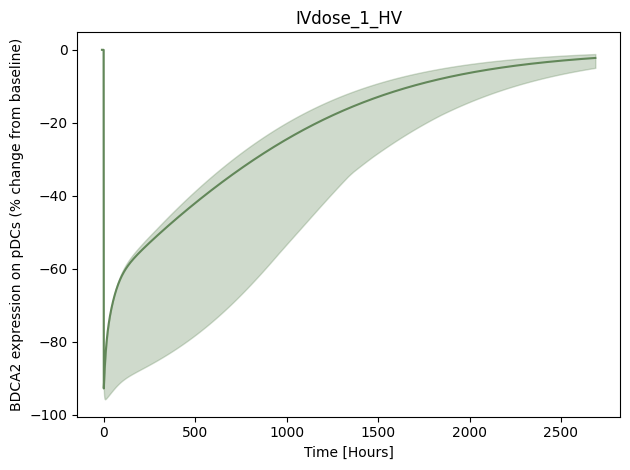 IVdose_1_HV
BDCA2 expression on pDCs (% change from baseline)
0
−20
−40
−60
−80
−100
0 500 1000 1500 2000 2500
Time [Hours]